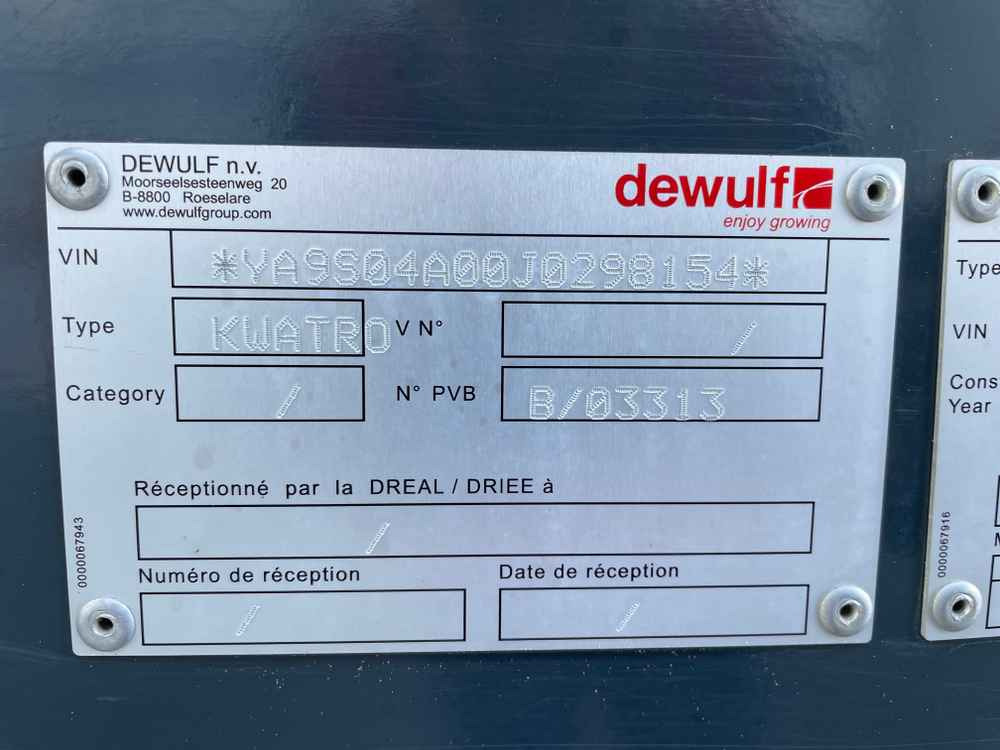 DEWULF n.v.
Moorseelsesteenweg 20
B-8800 Roeselare
www.dewulfgroup.com
dewulf
enjoy growing
VIN *YA9S04A00J0298154*
Type KWATRO V N° /
Category / N° PVB B/03313
Réceptionné par la DREAL / DRIEE à
/
Numéro de réception Date de réception
/ /
0000067943
Type
VIN
Cons
Year
0000067916